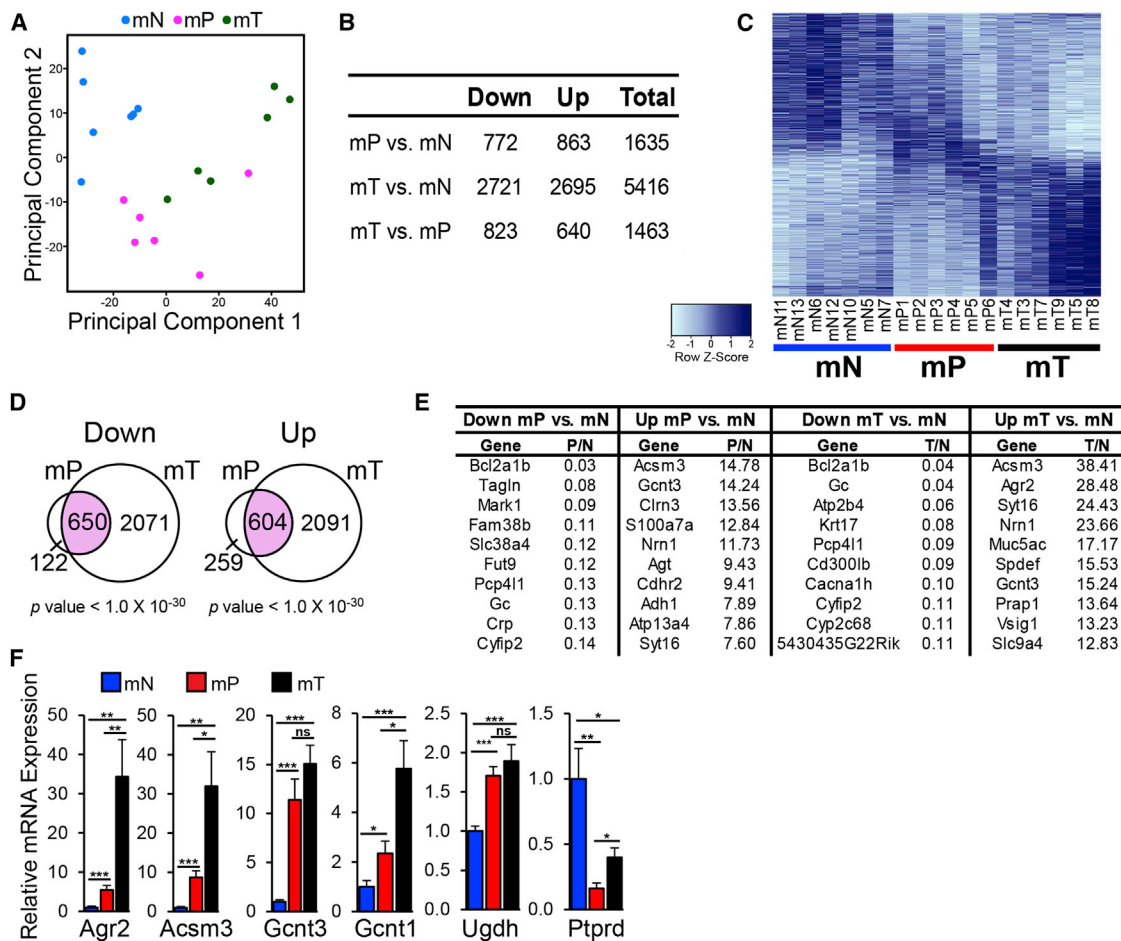 A
mN mP mT
Principal Component 2
20
10
0
-10
-20
-20 0 20 40
Principal Component 1
B
Down Up Total
mP vs. mN 772 863 1635
mT vs. mN 2721 2695 5416
mT vs. mP 823 640 1463
C
-2 -1 0 1 2
Row Z-Score
mN11 mN13 mN6 mN12 mN10 mN5 mN7 mP1 mP2 mP3 mP4 mP5 mP6 mT4 mT3 mT7 mT9 mT5 mT8
mN mP mT
D
Down Up
mP mT mP mT
650 2071 604 2091
122 259
p value < 1.0 X 10-30 p value < 1.0 X 10-30
E
Down mP vs. mN Up mP vs. mN Down mT vs. mN Up mT vs. mN
Gene P/N Gene P/N Gene T/N Gene T/N
Bcl2a1b 0.03 Acsm3 14.78 Bcl2a1b 0.04 Acsm3 38.41
Tagln 0.08 Gcnt3 14.24 Gc 0.04 Agr2 28.48
Mark1 0.09 Clrn3 13.56 Atp2b4 0.06 Syt16 24.43
Fam38b 0.11 S100a7a 12.84 Krt17 0.08 Nrn1 23.66
Slc38a4 0.12 Nrn1 11.73 Pcp4l1 0.09 Muc5ac 17.17
Fut9 0.12 Agt 9.43 Cd300lb 0.09 Spdef 15.53
Pcp4l1 0.13 Cdhr2 9.41 Cacna1h 0.10 Gcnt3 15.24
Gc 0.13 Adh1 7.89 Cyfip2 0.11 Prap1 13.64
Crp 0.13 Atp13a4 7.86 Cyp2c68 0.11 Vsig1 13.23
Cyfip2 0.14 Syt16 7.60 5430435G22Rik 0.11 Slc9a4 12.83
F
mN mP mT
Relative mRNA Expression
50
40
30
20
10
0
** ** ***
Agr2
50
40
30
20
10
0
** * ***
Acsm3
20
15
10
5
0
*** ns ***
Gcnt3
8
6
4
2
0
*** * *
Gcnt1
2.5
2.0
1.5
1.0
0.5
0.0
*** ns ***
Ugdh
1.5
1.0
0.5
0.0
* ** *
Ptprd